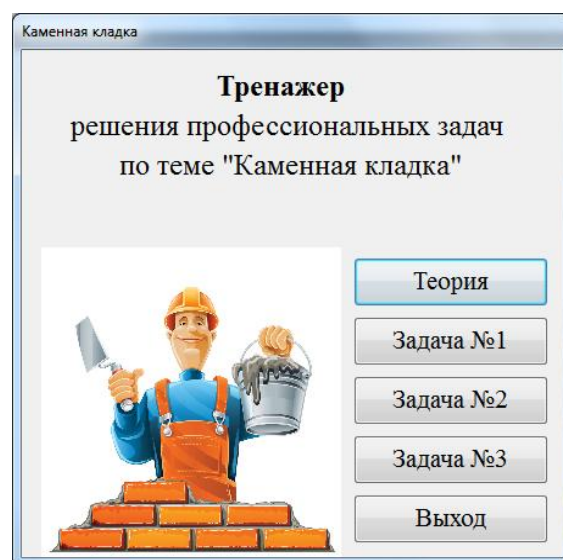 Каменная кладка
Тренажер
решения профессиональных задач
по теме "Каменная кладка"
Теория
Задача №1
Задача №2
Задача №3
Выход